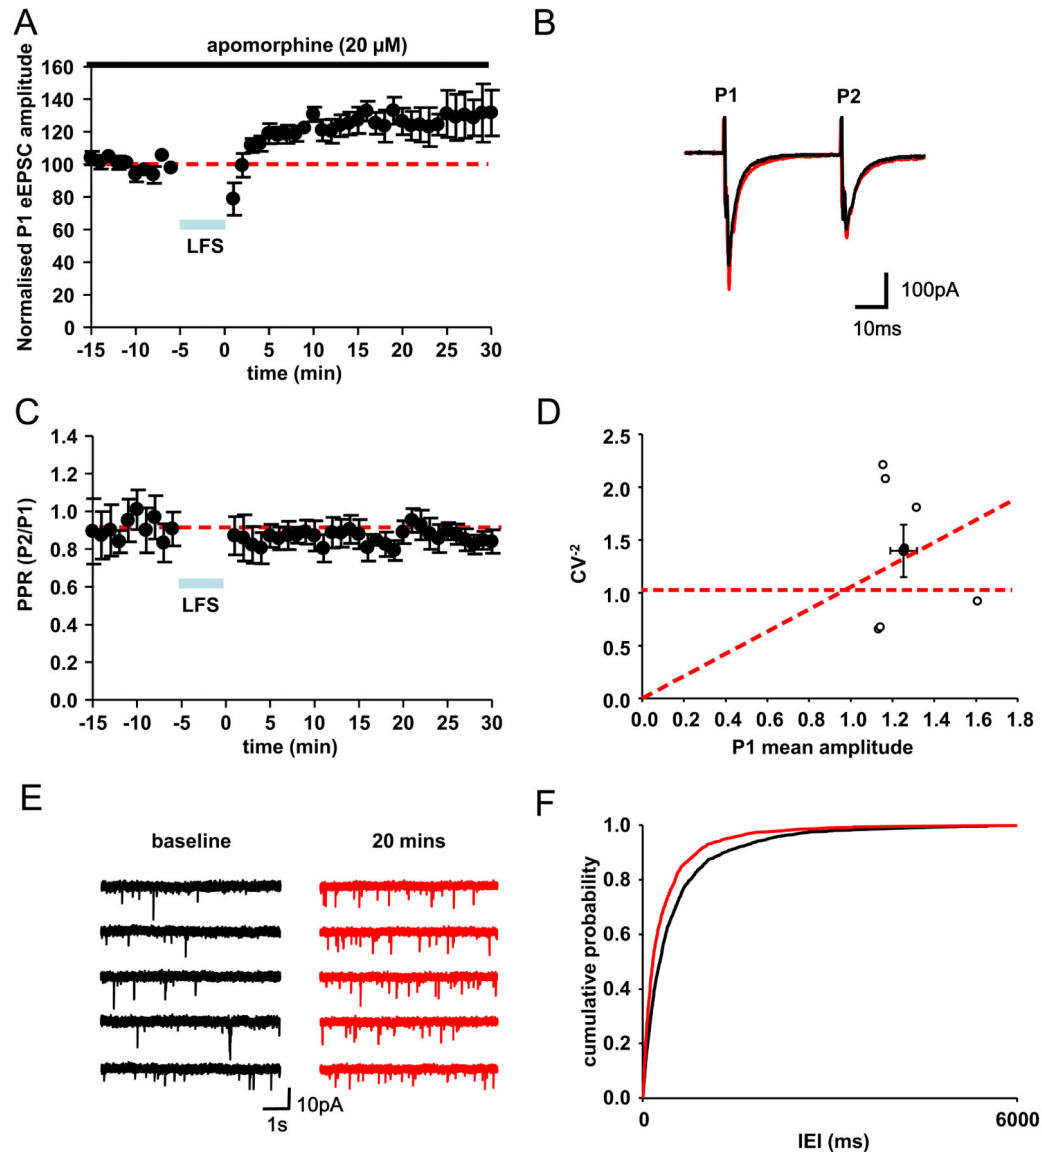 A
apomorphine (20 µM)
Normalised P1 eEPSC amplitude
160
140
120
100
80
60
40
20
0
LFS
-15 -10 -5 0 5 10 15 20 25 30
time (min)
B
P1 P2
100pA
10ms
C
PPR (P2/P1)
1.4
1.2
1.0
0.8
0.6
0.4
0.2
0.0
LFS
-15 -10 -5 0 5 10 15 20 25 30
time (min)
D
CV-2
2.5
2.0
1.5
1.0
0.5
0.0
0.0 0.2 0.4 0.6 0.8 1.0 1.2 1.4 1.6 1.8
P1 mean amplitude
E
baseline 20 mins
10pA
1s
F
cumulative probability
1.0
0.8
0.6
0.4
0.2
0.0
0 6000
IEI (ms)